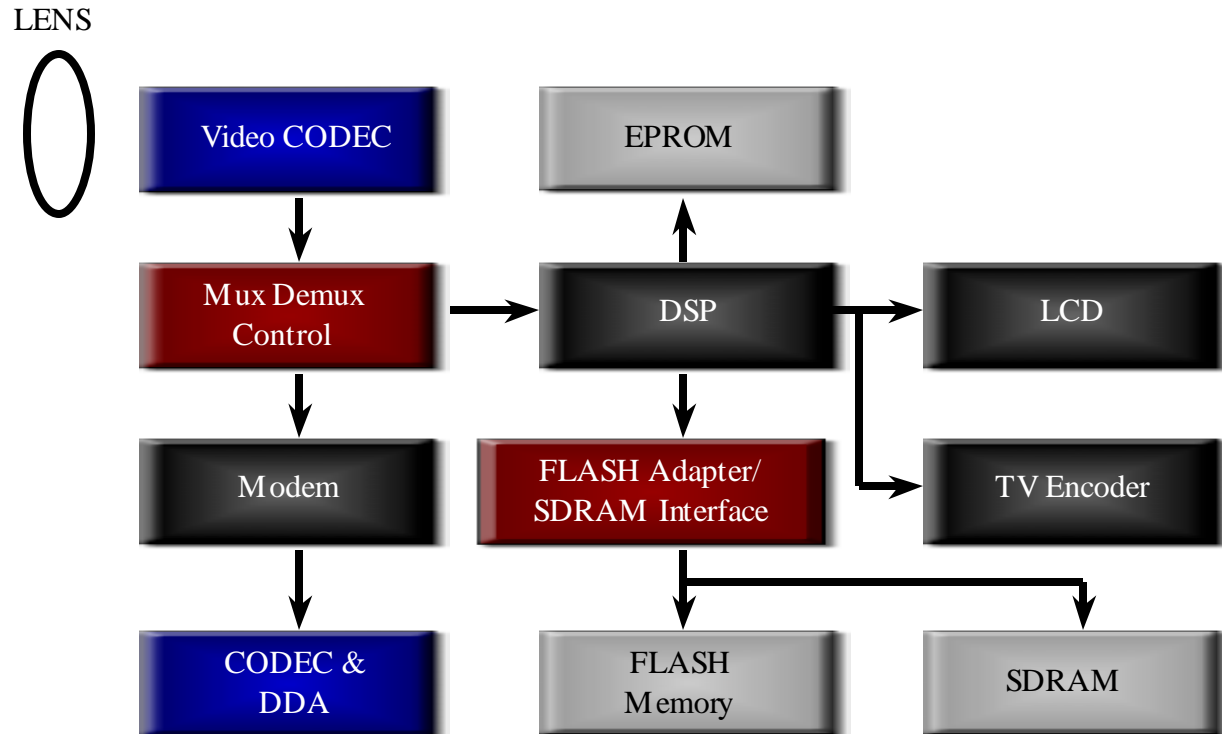 LENS
Video CODEC
EPROM
Mux Demux
Control
DSP
LCD
Modem
FLASH Adapter/
SDRAM Interface
TV Encoder
CODEC &
DDA
FLASH
Memory
SDRAM